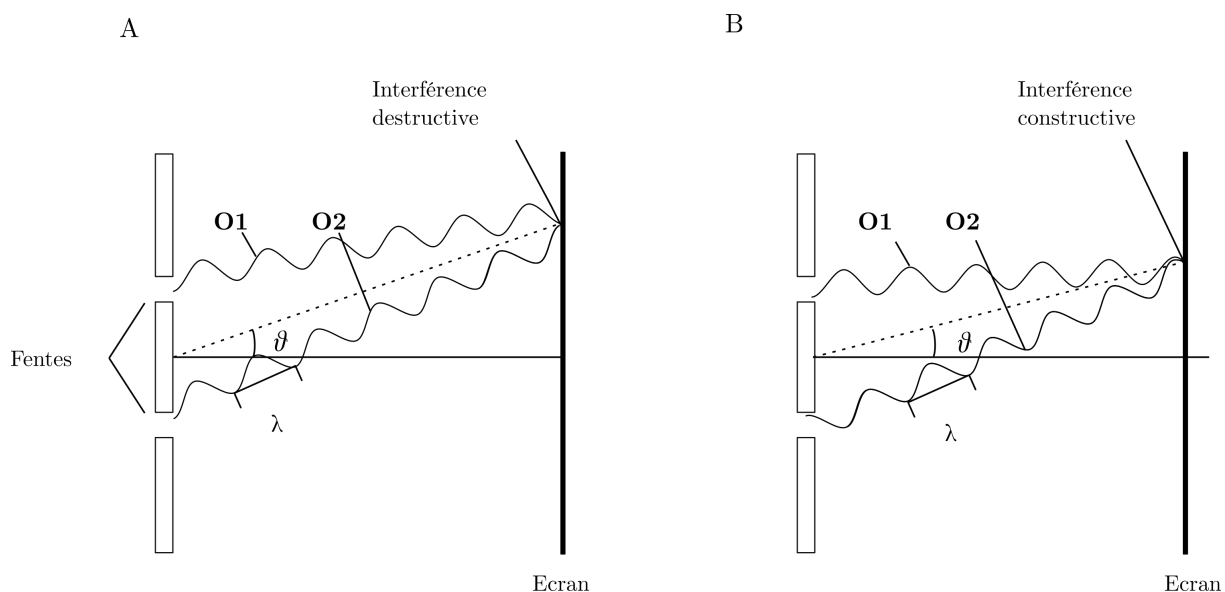 A
Interférence
destructive
O1
O2
ϑ
Fentes
λ
Ecran
B
Interférence
constructive
O1
O2
ϑ
λ
Ecran